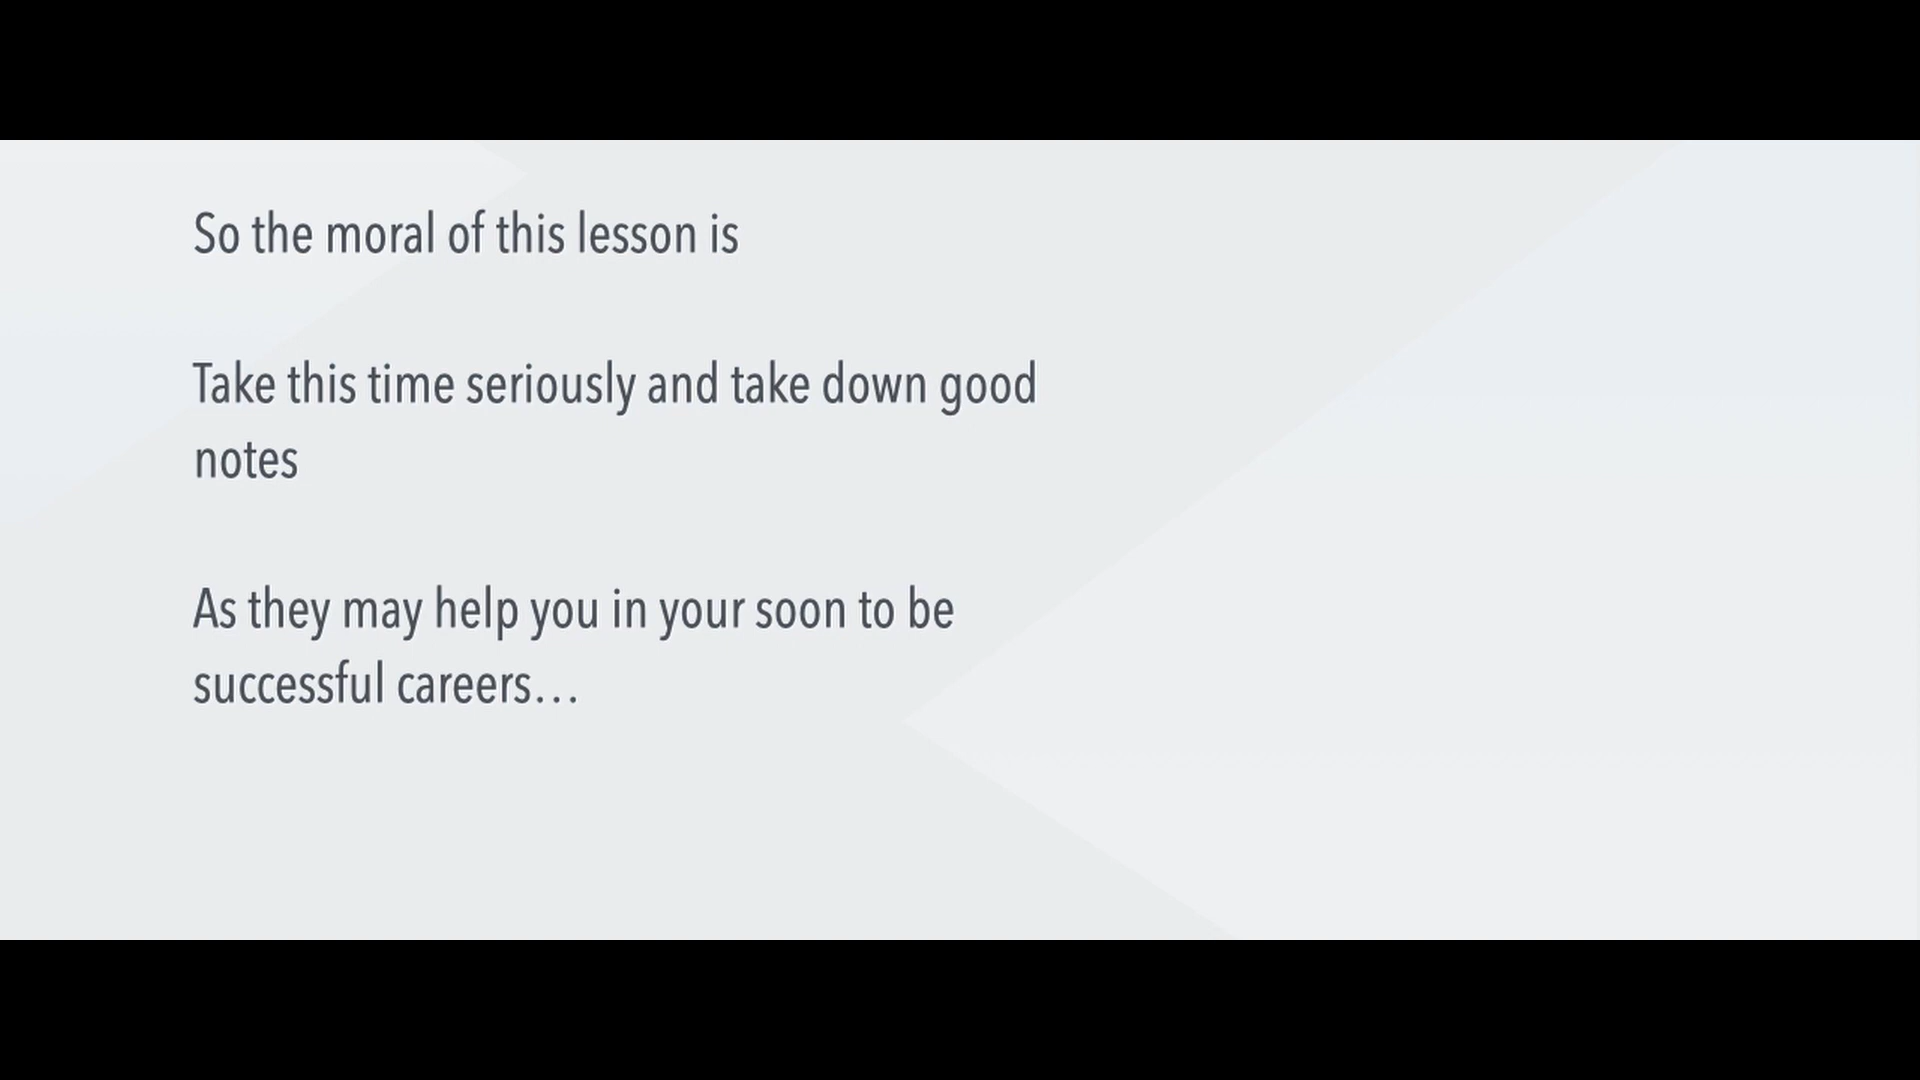 So the moral of this lesson is
Take this time seriously and take down good
notes
As they may help you in your soon to be
successful careers…